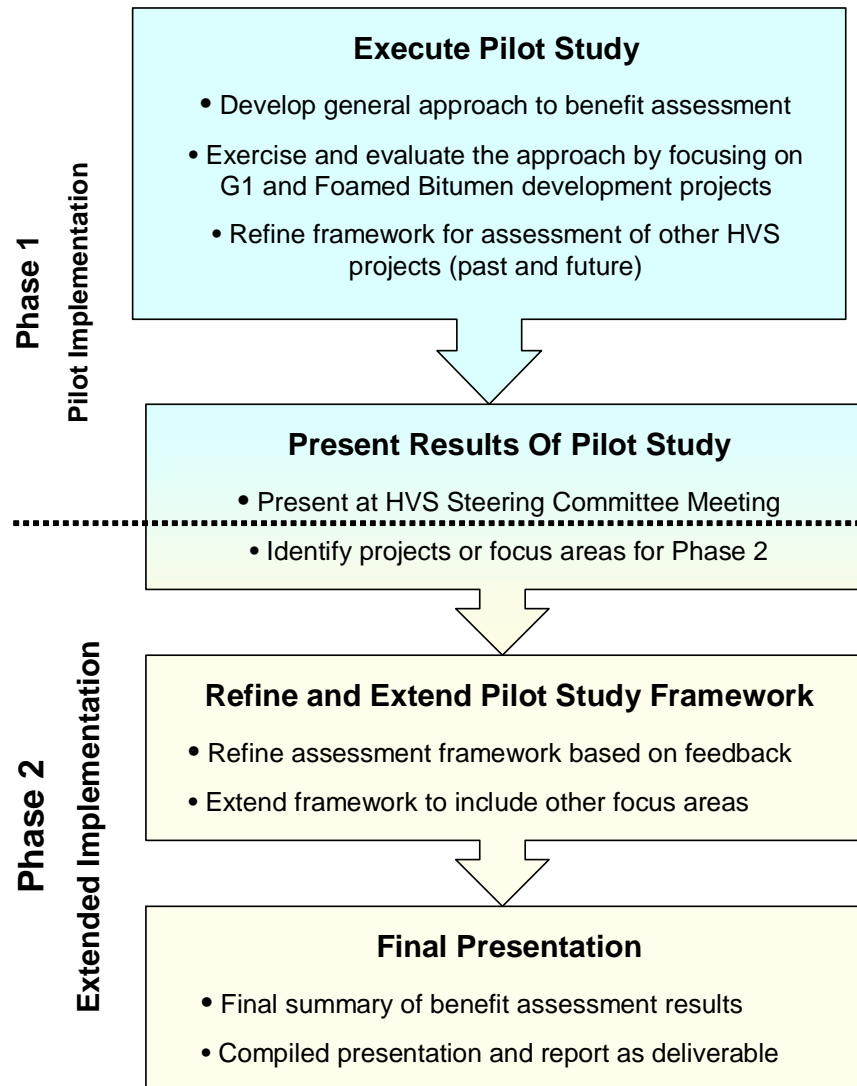 Phase 1
Pilot Implementation
Execute Pilot Study
• Develop general approach to benefit assessment
• Exercise and evaluate the approach by focusing on
G1 and Foamed Bitumen development projects
• Refine framework for assessment of other HVS
projects (past and future)
Present Results Of Pilot Study
• Present at HVS Steering Committee Meeting
• Identify projects or focus areas for Phase 2
Phase 2
Extended Implementation
Refine and Extend Pilot Study Framework
• Refine assessment framework based on feedback
• Extend framework to include other focus areas
Final Presentation
• Final summary of benefit assessment results
• Compiled presentation and report as deliverable